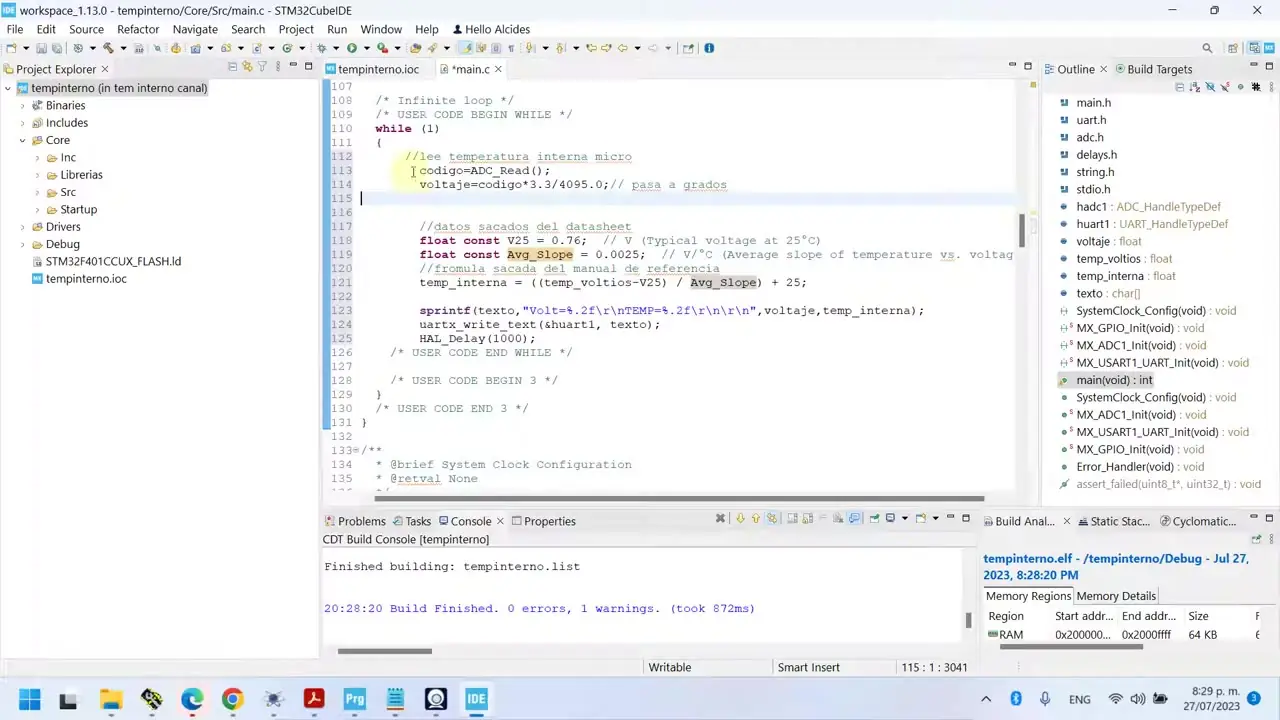 workspace_1.13.0 - tempinterno/Core/Src/main.c - STM32CubeIDE
File Edit Source Refactor Navigate Search Project Run Window Help Hello Alcides
Project Explorer
tempinterno (in tem interno canal)
Binaries
Includes
Core
Inc
Librerias
Src
Startup
Drivers
Debug
STM32F401CCUX_FLASH.ld
tempinterno.ioc
tempinterno.ioc *main.c
107
108 /* Infinite loop */
109 /* USER CODE BEGIN WHILE */
110 while (1)
111 {
112 //lee temperatura interna micro
113 codigo=ADC_Read();
114 voltaje=codigo*3.3/4095.0;// pasa a grados
115
116
117 //datos sacados del datasheet
118 float const V25 = 0.76; // V (Typical voltage at 25°C)
119 float const Avg_Slope = 0.0025; // V/°C (Average slope of temperature vs. voltag
120 //fromula sacada del manual de referencia
121 temp_interna = ((temp_voltios-V25) / Avg_Slope) + 25;
122
123 sprintf(texto,"Volt=%.2f\r\nTEMP=%.2f\r\n\r\n",voltaje,temp_interna);
124 uartx_write_text(&huart1, texto);
125 HAL_Delay(1000);
126 /* USER CODE END WHILE */
127
128 /* USER CODE BEGIN 3 */
129 }
130 /* USER CODE END 3 */
131 }
132
133 /**
134 * @brief System Clock Configuration
135 * @retval None
Outline Build Targets
main.h
uart.h
adc.h
delays.h
string.h
stdio.h
hadc1 : ADC_HandleTypeDef
huart1 : UART_HandleTypeDef
voltaje : float
temp_voltios : float
temp_interna : float
texto : char[]
SystemClock_Config(void) : void
MX_GPIO_Init(void) : void
MX_ADC1_Init(void) : void
MX_USART1_UART_Init(void) : void
main(void) : int
SystemClock_Config(void) : void
MX_ADC1_Init(void) : void
MX_USART1_UART_Init(void) : void
MX_GPIO_Init(void) : void
Error_Handler(void) : void
assert_failed(uint8_t*, uint32_t) : void
Problems Tasks Console Properties
CDT Build Console [tempinterno]
Finished building: tempinterno.list
20:28:20 Build Finished. 0 errors, 1 warnings. (took 872ms)
Build Anal... Static Stac... Cyclomatic...
tempinterno.elf - /tempinterno/Debug - Jul 27,
2023, 8:28:20 PM
Memory Regions Memory Details
Region Start addr... End addr... Size F
RAM 0x200000... 0x2000ffff 64 KB 6
Writable Smart Insert 115 : 1 : 3041
Prg IDE ENG 8:29 p. m. 3
27/07/2023